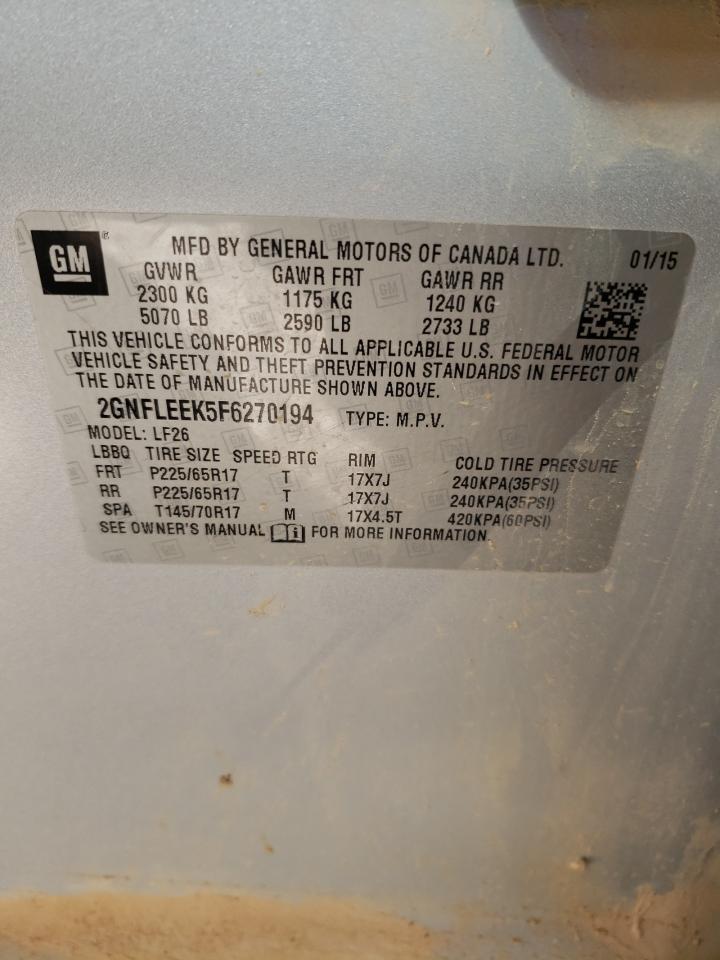 GM®
MFD BY GENERAL MOTORS OF CANADA LTD. 01/15
GVWR GAWR FRT GAWR RR
2300 KG 1175 KG 1240 KG
5070 LB 2590 LB 2733 LB
THIS VEHICLE CONFORMS TO ALL APPLICABLE U.S. FEDERAL MOTOR
VEHICLE SAFETY AND THEFT PREVENTION STANDARDS IN EFFECT ON
THE DATE OF MANUFACTURE SHOWN ABOVE.
2GNFLEEK5F6270194 TYPE: M.P.V.
MODEL: LF26
LBBQ TIRE SIZE SPEED RTG RIM COLD TIRE PRESSURE
FRT P225/65R17 T 17X7J 240KPA(35PSI)
RR P225/65R17 T 17X7J 240KPA(35PSI)
SPA T145/70R17 M 17X4.5T 420KPA(60PSI)
SEE OWNER'S MANUAL i FOR MORE INFORMATION.